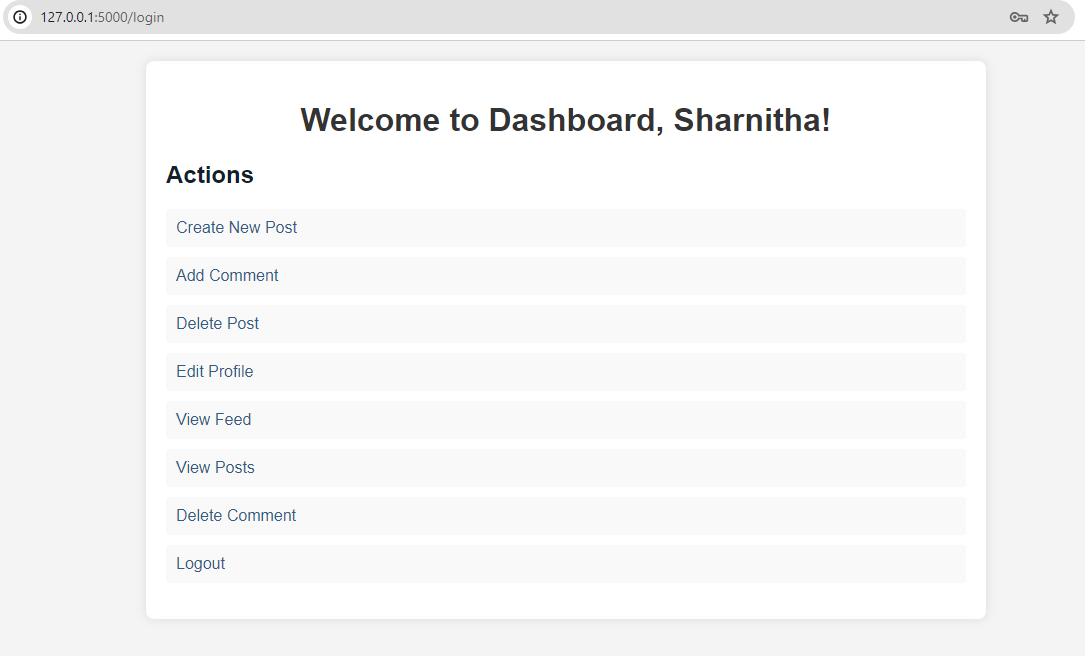 127.0.0.1:5000/login
Welcome to Dashboard, Sharnitha!
Actions
Create New Post
Add Comment
Delete Post
Edit Profile
View Feed
View Posts
Delete Comment
Logout